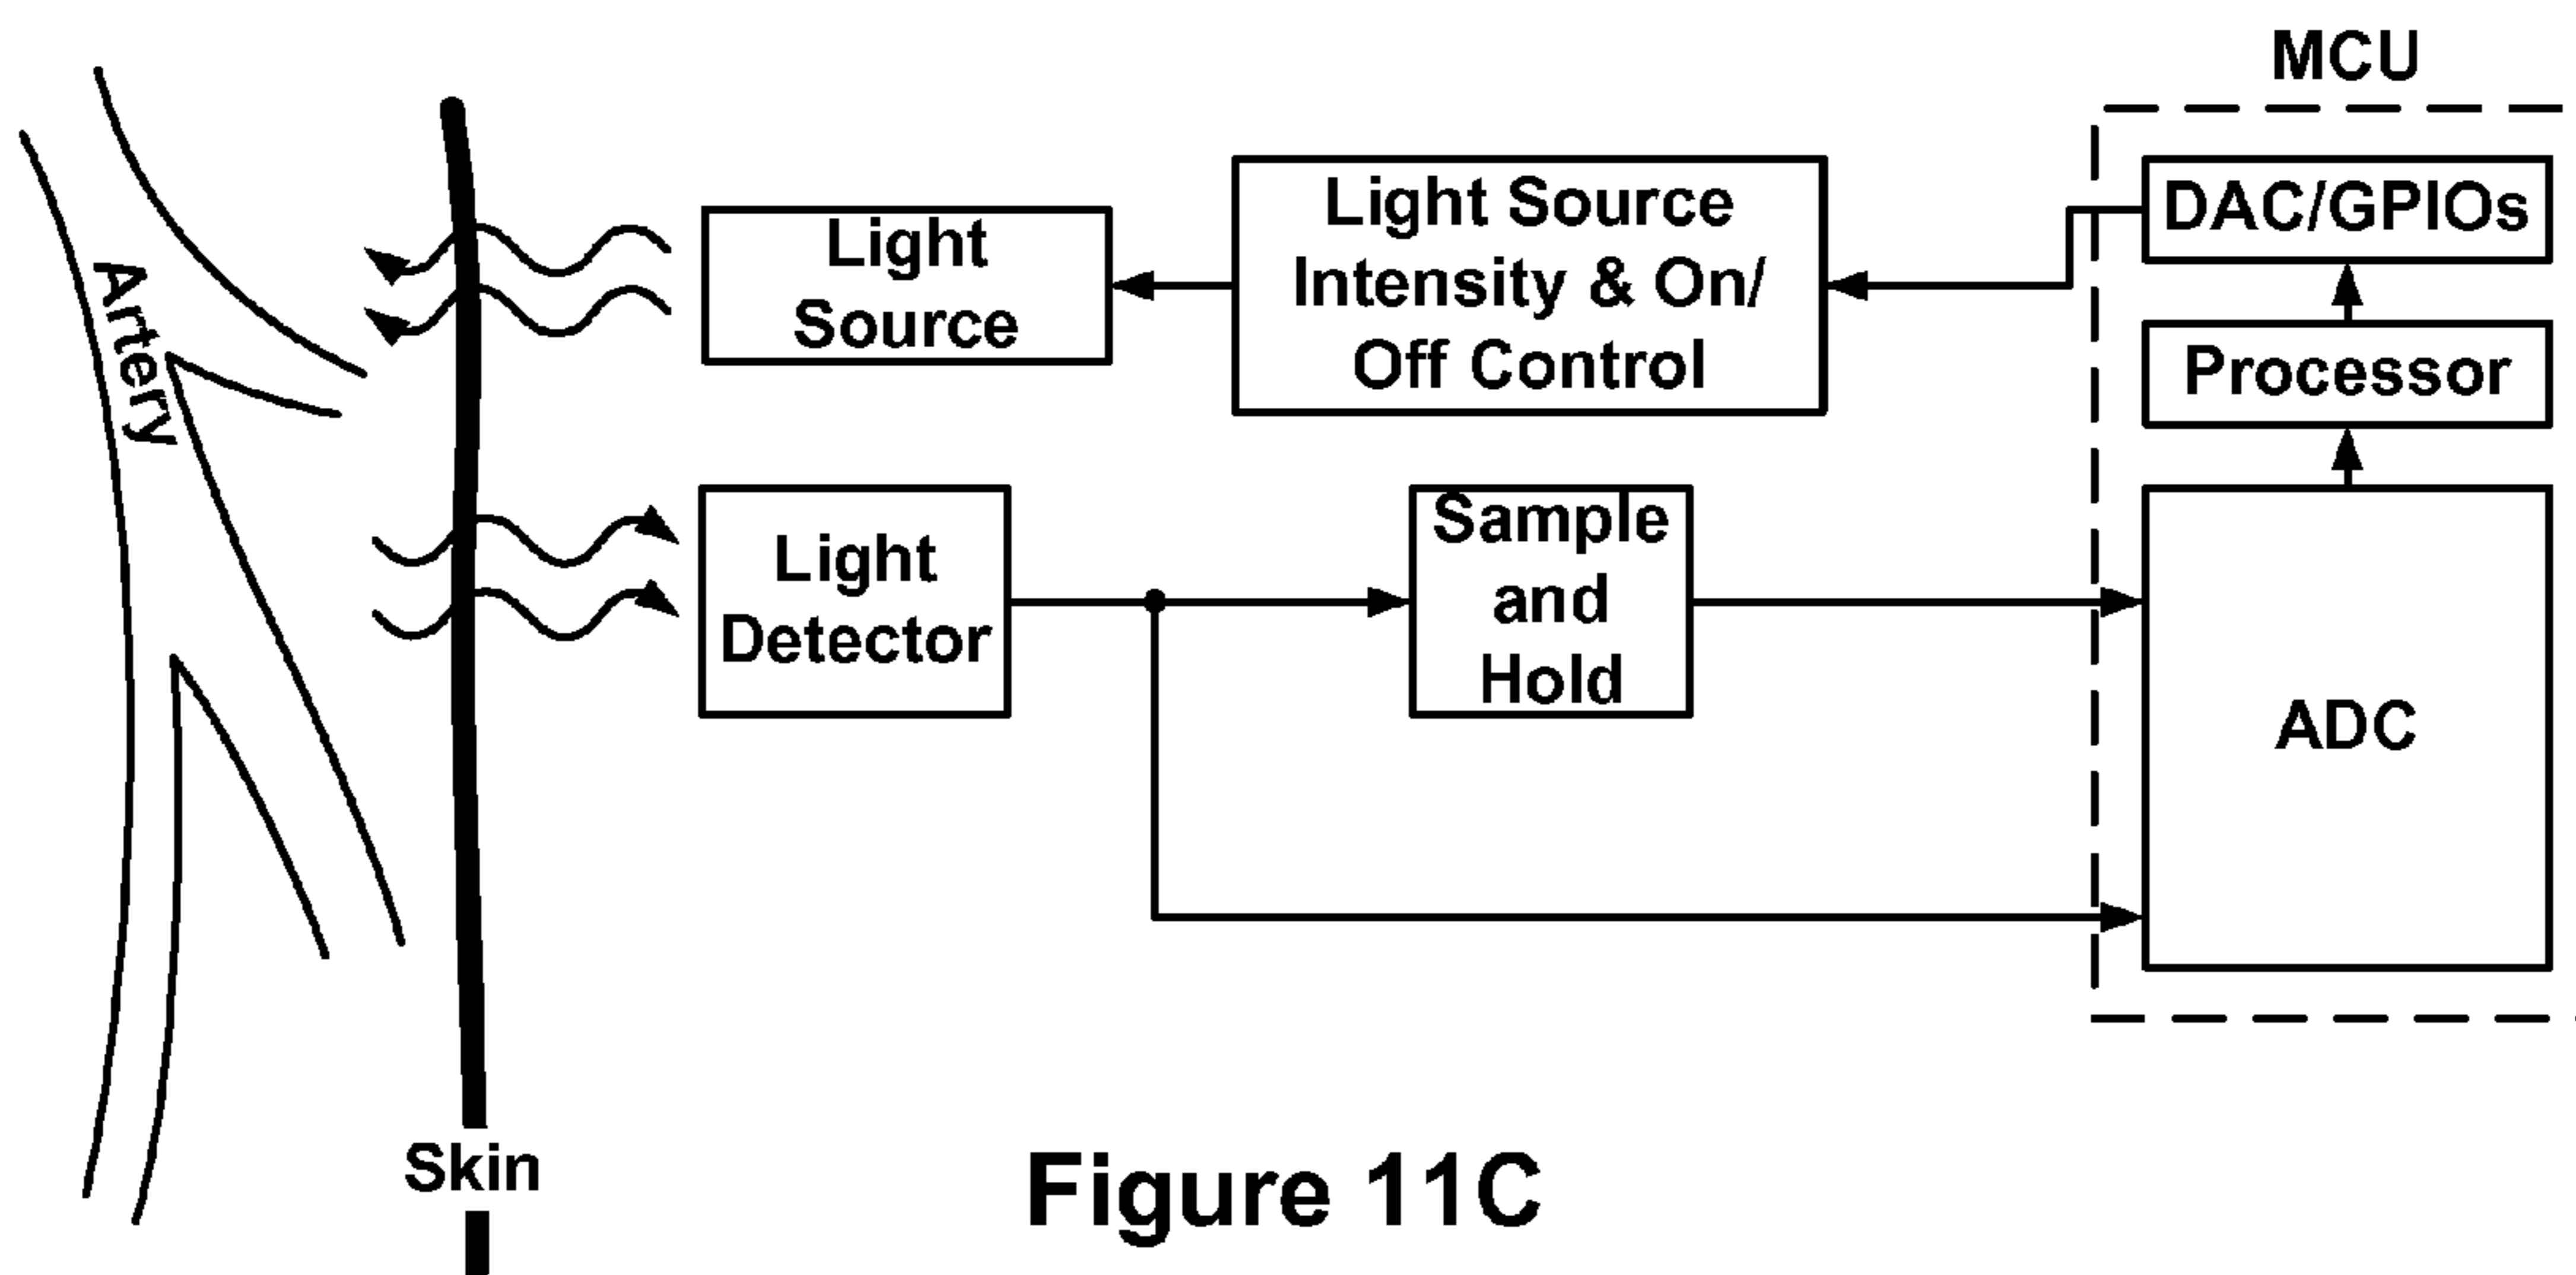 MCU
Light Source
Intensity & On/
Off Control
DAC/GPIOs
Light
Source
Processor
Artery
Light
Detector
Sample
and
Hold
ADC
Skin
Figure 11C